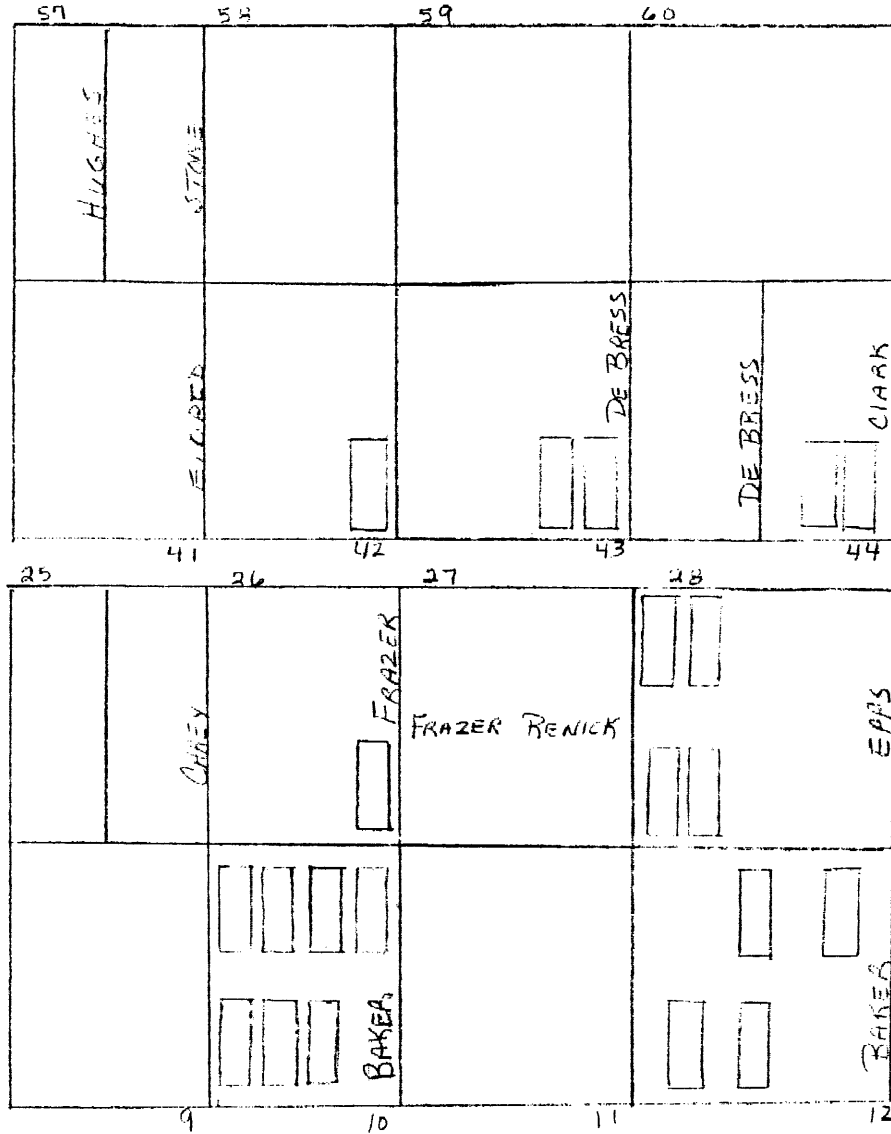 57 58 59 60
HUGHES
STONE
DE BRESS
DE BRESS
CLARK
41 42 43 44
25 26 27 28
FRAZER
FRAZER RENICK
EPPS
BAKER
BAKER
9 10 11 12